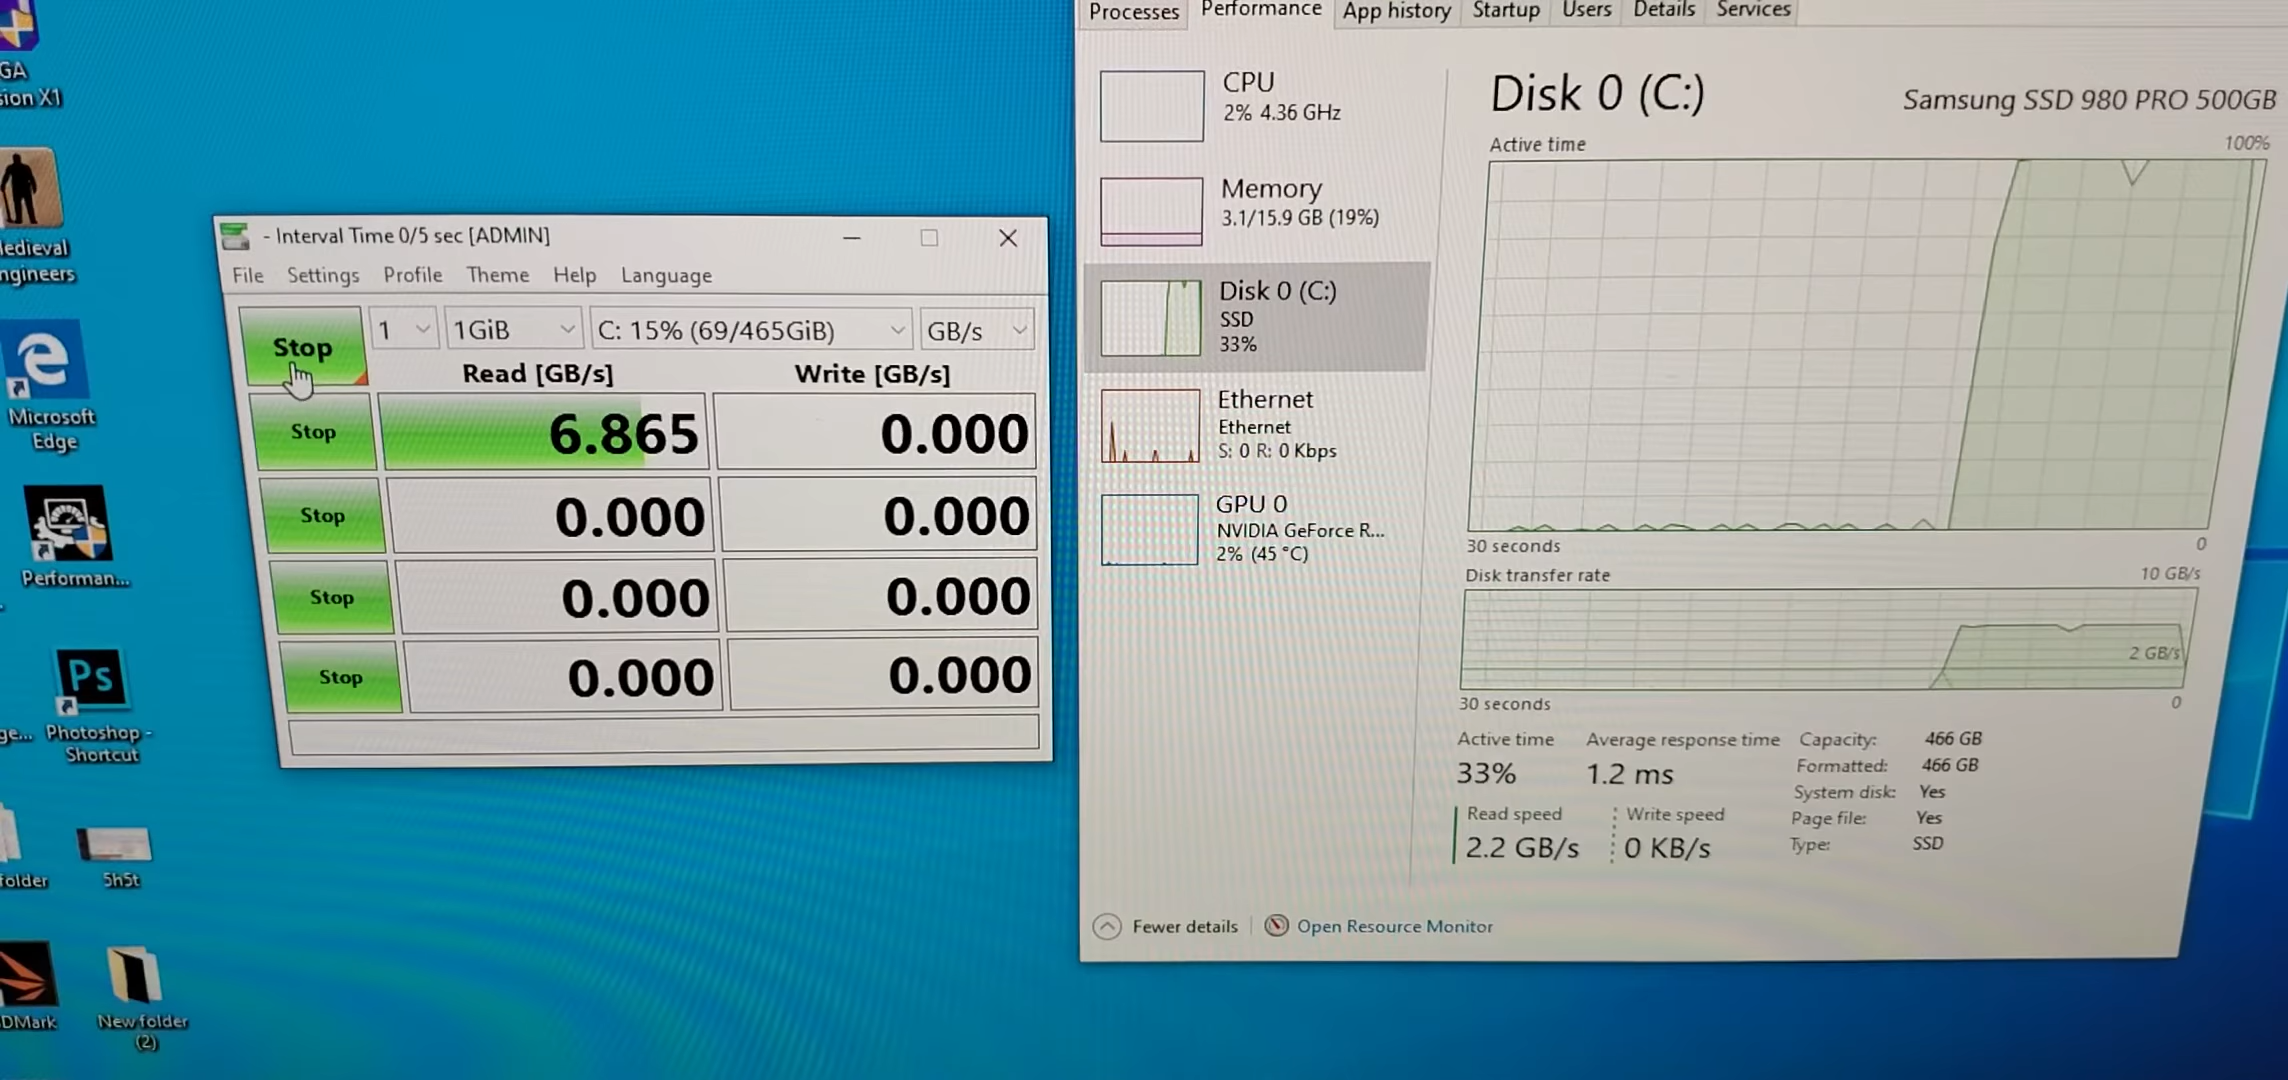 GA
sion X1
Medieval
ngineers
Microsoft
Edge
Performan...
Ps
ge...
Photoshop -
Shortcut
folder
5h5t
DMark
New folder
(2)
- Interval Time 0/5 sec [ADMIN]
File Settings Profile Theme Help Language
Stop 1 1GiB C: 15% (69/465GiB) GB/s
Read [GB/s] Write [GB/s]
Stop 6.865 0.000
Stop 0.000 0.000
Stop 0.000 0.000
Stop 0.000 0.000
Processes Performance App history Startup Users Details Services
CPU
2% 4.36 GHz
Memory
3.1/15.9 GB (19%)
Disk 0 (C:)
SSD
33%
Ethernet
Ethernet
S: 0 R: 0 Kbps
GPU 0
NVIDIA GeForce R...
2% (45 °C)
Disk 0 (C:) Samsung SSD 980 PRO 500GB
Active time 100%
30 seconds 0
Disk transfer rate 10 GB/s
2 GB/s
30 seconds 0
Active time Average response time
33% 1.2 ms
Read speed Write speed
2.2 GB/s 0 KB/s
Capacity: 466 GB
Formatted: 466 GB
System disk: Yes
Page file: Yes
Type: SSD
Fewer details Open Resource Monitor